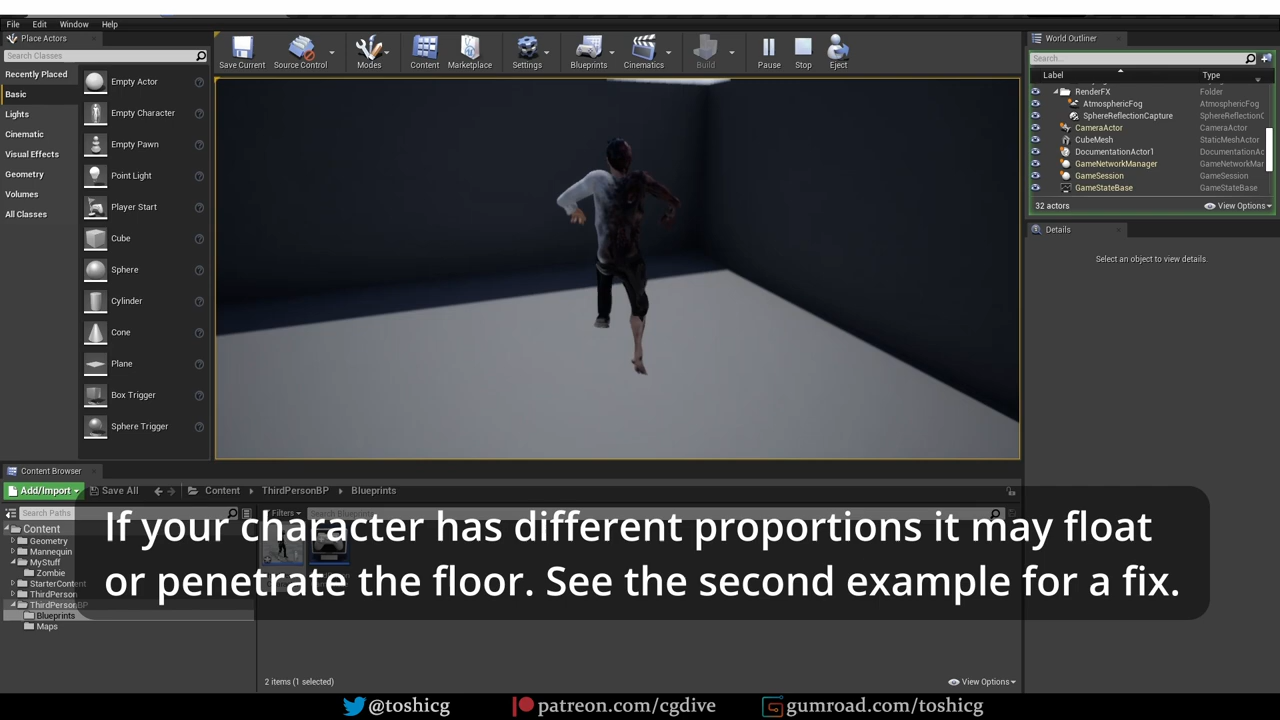 File Edit Window Help
Place Actors
Search Classes
Recently Placed
Basic
Lights
Cinematic
Visual Effects
Geometry
Volumes
All Classes
Empty Actor
Empty Character
Empty Pawn
Point Light
Player Start
Cube
Sphere
Cylinder
Cone
Plane
Box Trigger
Sphere Trigger
Save Current Source Control Modes Content Marketplace Settings Blueprints Cinematics Build Pause Stop Eject
World Outliner
Search...
Label Type
RenderFX Folder
AtmosphericFog AtmosphericFog
SphereReflectionCapture SphereReflectionC
CameraActor CameraActor
CubeMesh StaticMeshActor
DocumentationActor1 DocumentationAc
GameNetworkManager GameNetworkMar
GameSession GameSession
GameStateBase GameStateBase
32 actors View Options
Details
Select an object to view details.
Content Browser
Add/Import Save All Content ThirdPersonBP Blueprints
Search Paths Filters Search Blueprints
Content
Geometry
Mannequin
MyStuff
Zombie
StarterContent
ThirdPerson
ThirdPersonBP
Blueprints
Maps
If your character has different proportions it may float
or penetrate the floor. See the second example for a fix.
2 items (1 selected) View Options
@toshicg patreon.com/cgdive gumroad.com/toshicg